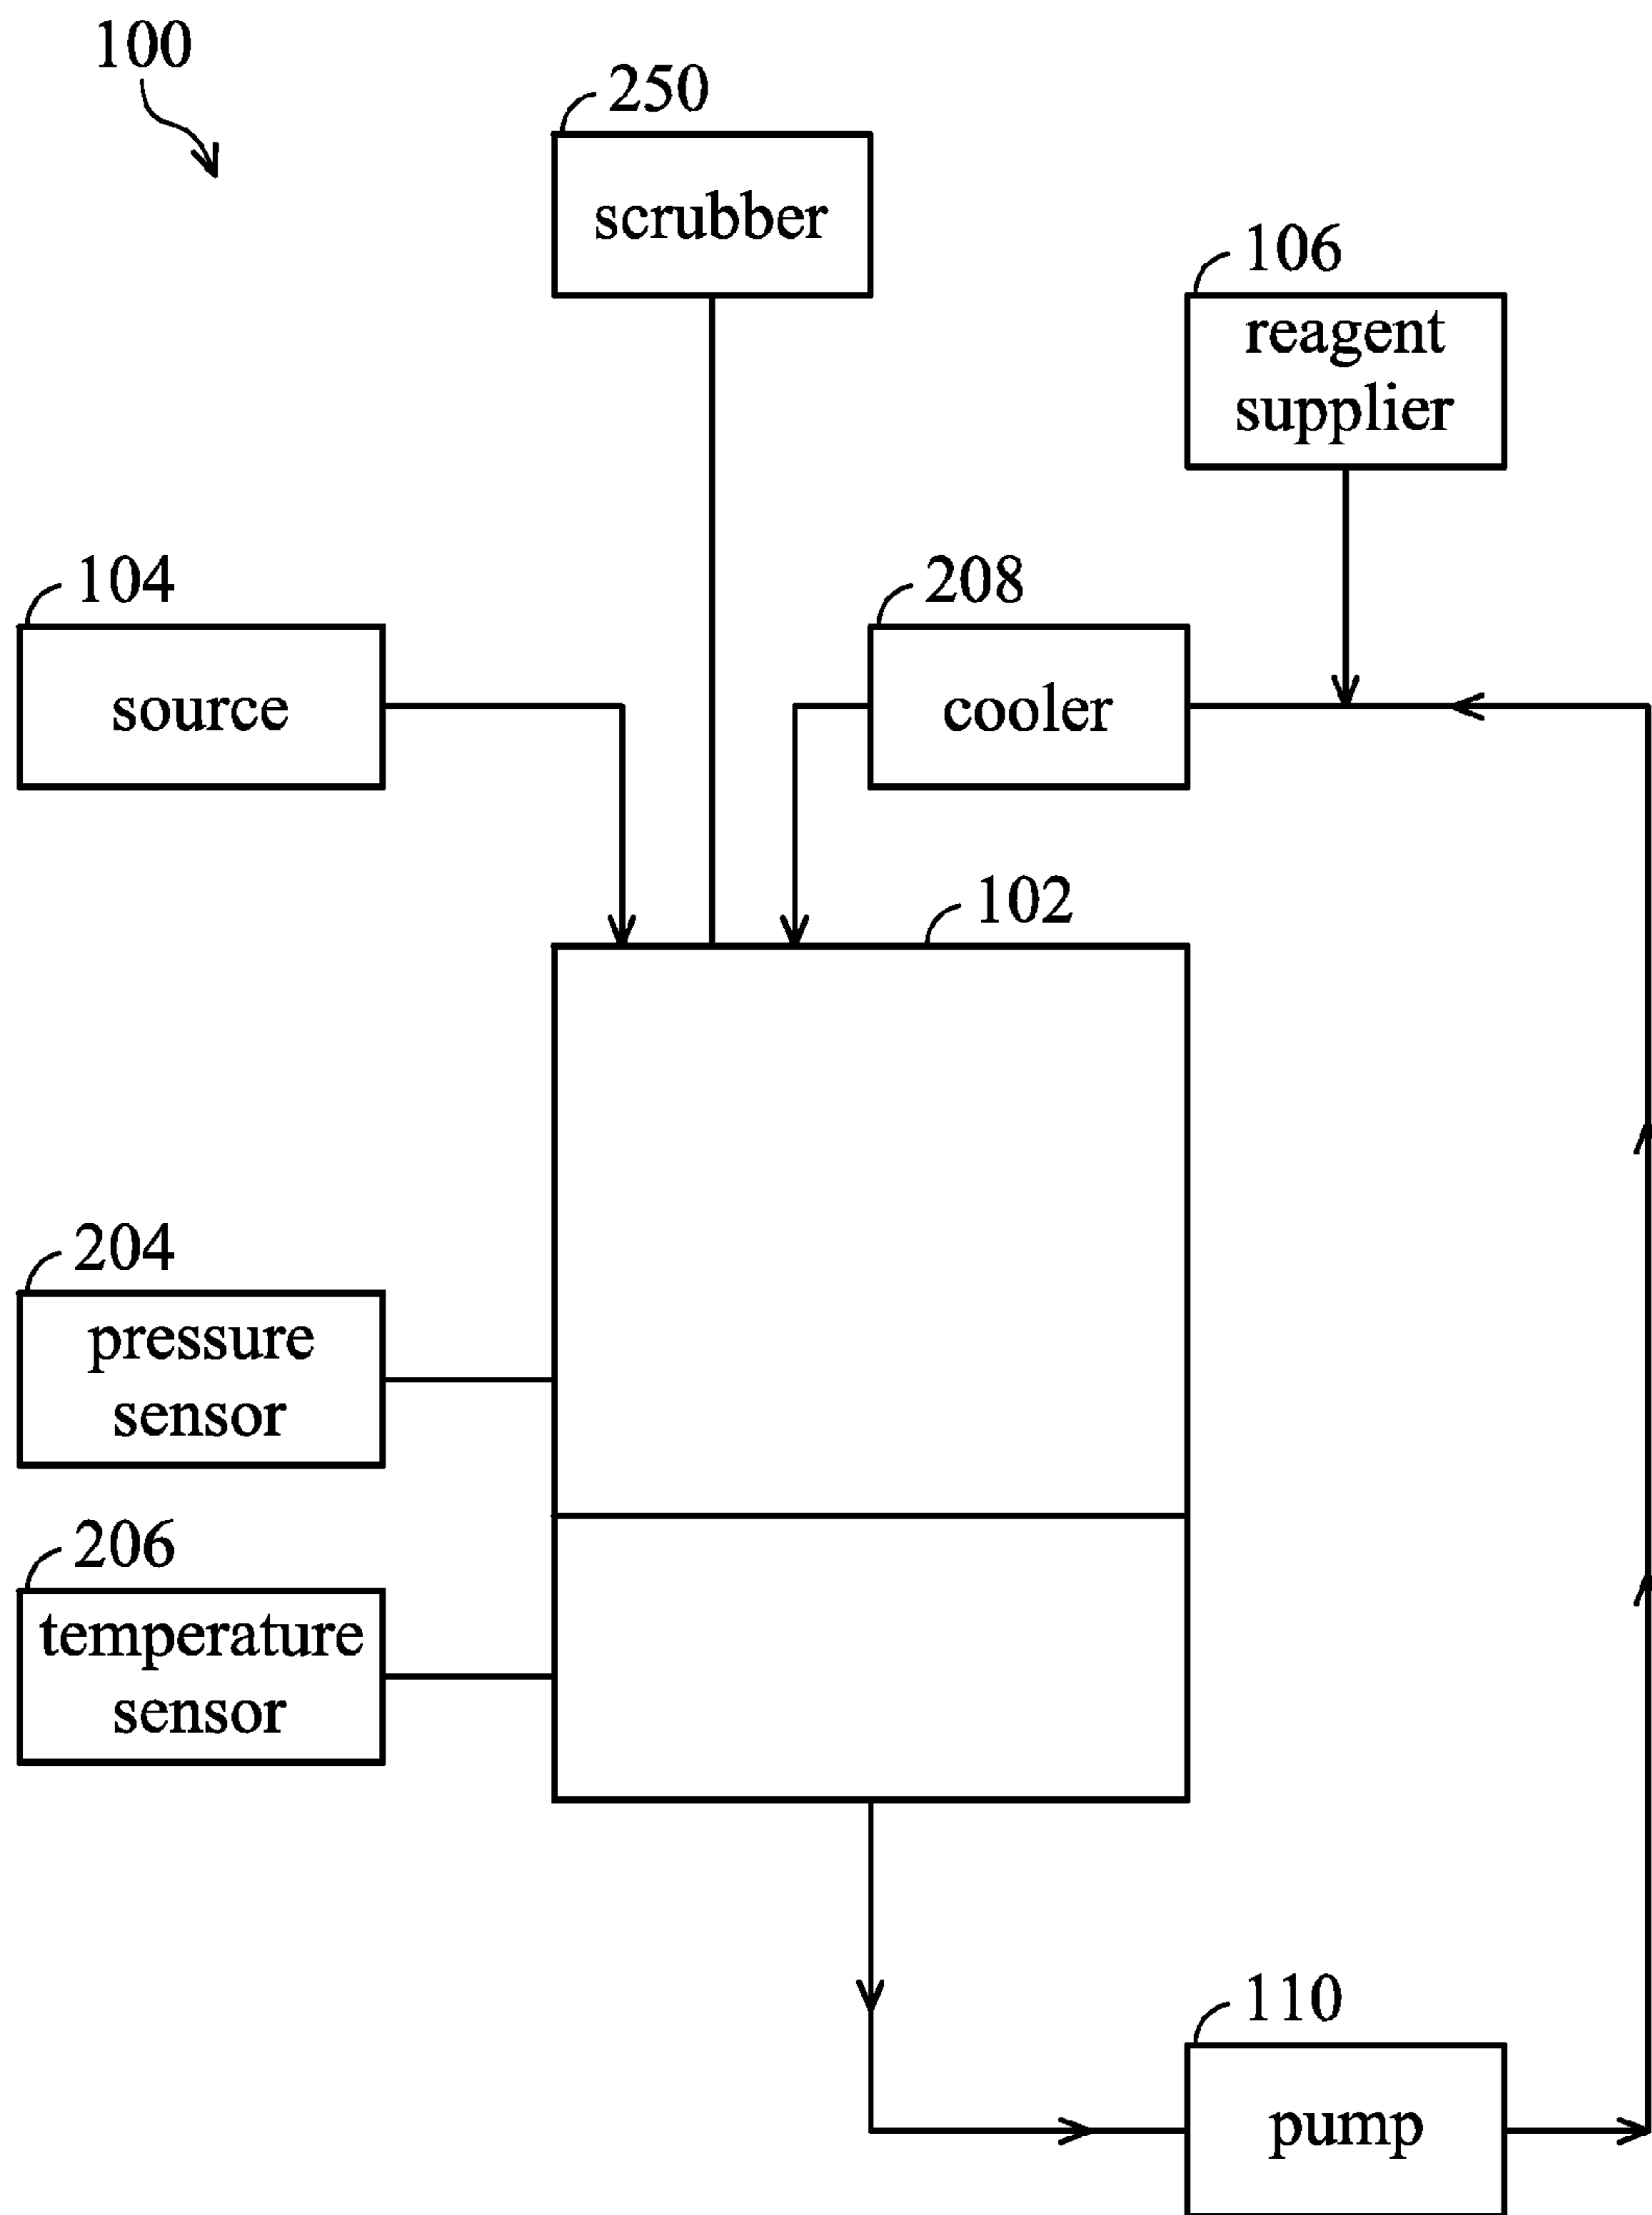 100
250
scrubber
106
reagent
supplier
104
source
208
cooler
102
204
pressure
sensor
206
temperature
sensor
110
pump